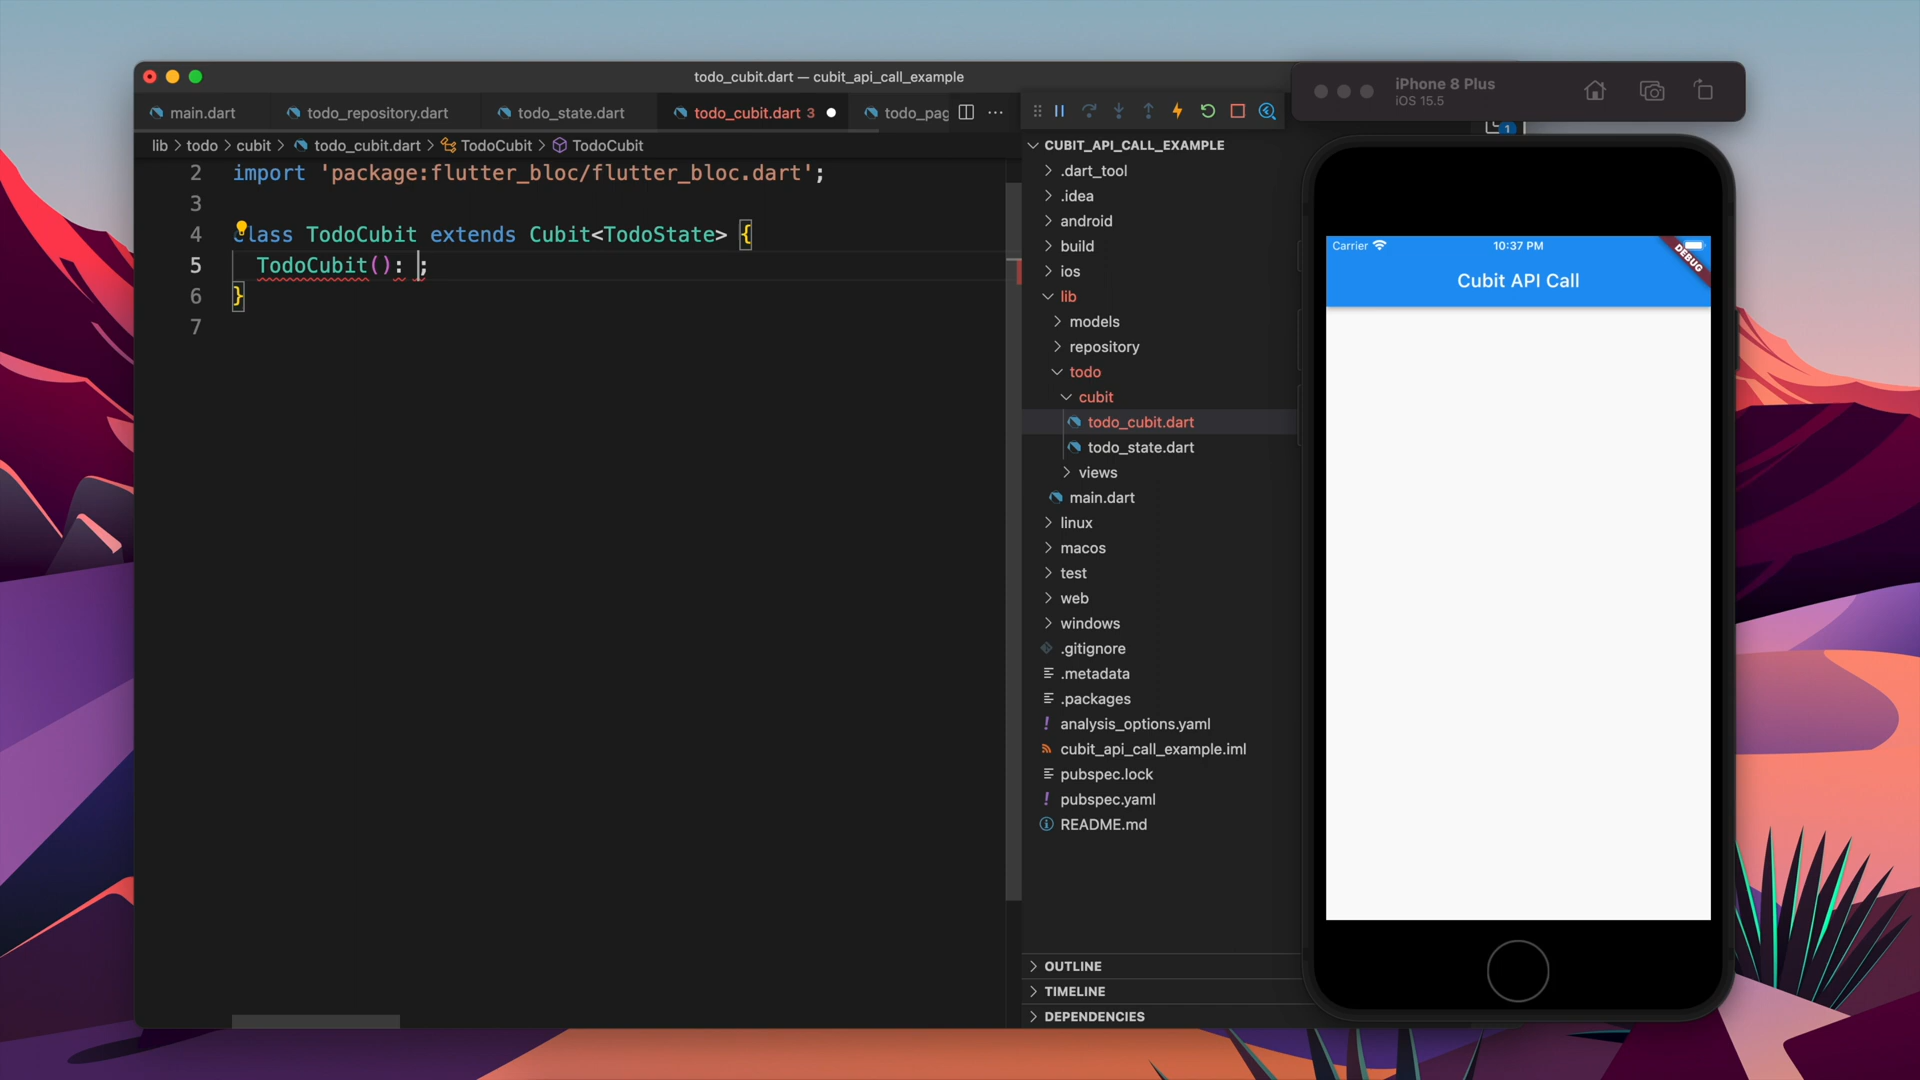 todo_cubit.dart — cubit_api_call_example
main.dart
todo_repository.dart
todo_state.dart
todo_cubit.dart 3
todo_pag
lib > todo > cubit > todo_cubit.dart > TodoCubit > TodoCubit
2 import 'package:flutter_bloc/flutter_bloc.dart';
3
4 class TodoCubit extends Cubit<TodoState> {
5 TodoCubit(): ;
6 }
7
CUBIT_API_CALL_EXAMPLE
.dart_tool
.idea
android
build
ios
lib
models
repository
todo
cubit
todo_cubit.dart
todo_state.dart
views
main.dart
linux
macos
test
web
windows
.gitignore
.metadata
.packages
analysis_options.yaml
cubit_api_call_example.iml
pubspec.lock
pubspec.yaml
README.md
OUTLINE
TIMELINE
DEPENDENCIES
iPhone 8 Plus
iOS 15.5
1
Carrier 10:37 PM
DEBUG
Cubit API Call